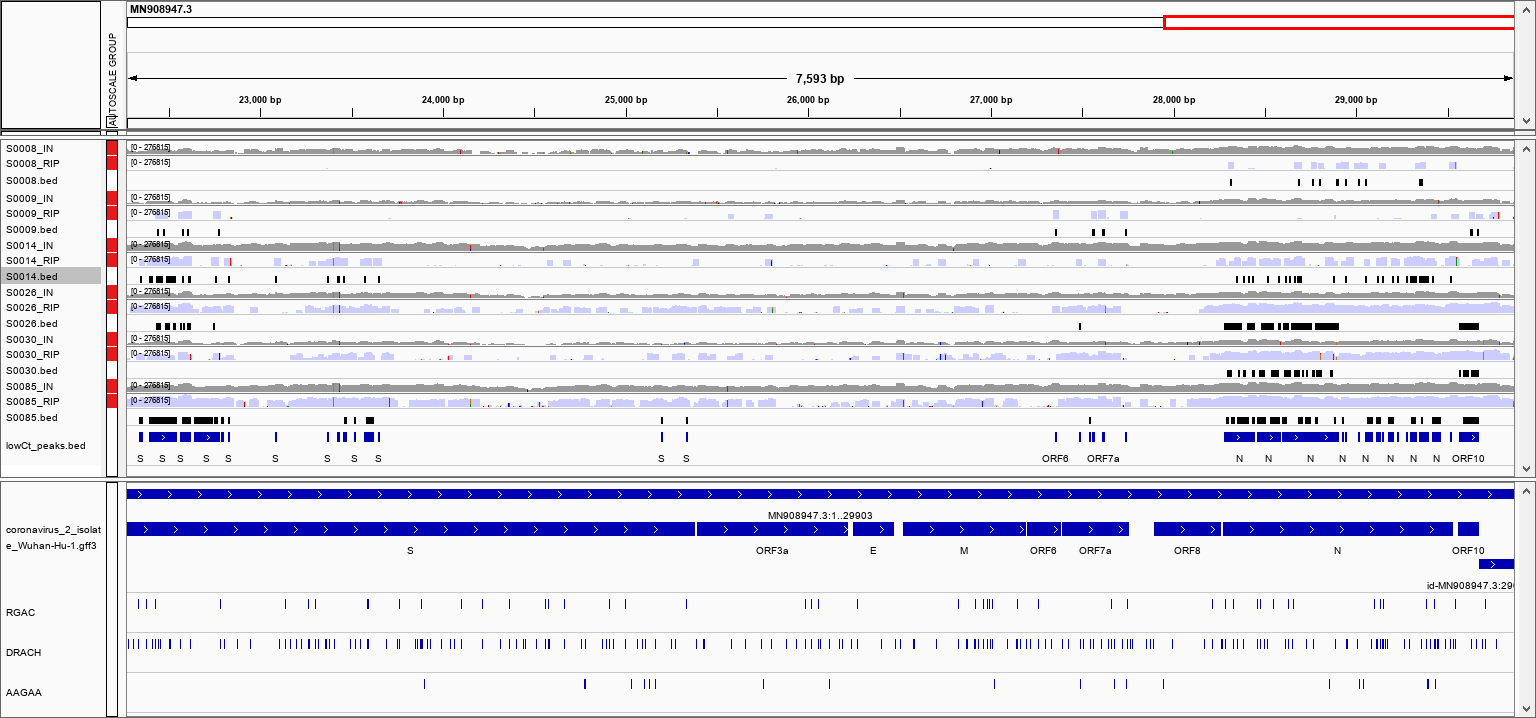 MN908947.3
AUTOSCALE GROUP
7,593 bp
23,000 bp 24,000 bp 25,000 bp 26,000 bp 27,000 bp 28,000 bp 29,000 bp
S0008_IN [0 - 276815]
S0008_RIP [0 - 276815]
S0008.bed
S0009_IN [0 - 276815]
S0009_RIP [0 - 276815]
S0009.bed
S0014_IN [0 - 276815]
S0014_RIP [0 - 276815]
S0014.bed
S0026_IN [0 - 276815]
S0026_RIP [0 - 276815]
S0026.bed
S0030_IN [0 - 276815]
S0030_RIP [0 - 276815]
S0030.bed
S0085_IN [0 - 276815]
S0085_RIP [0 - 276815]
S0085.bed
lowCt_peaks.bed
S S S S S S S S S S S ORF6 ORF7a N N N N N N N N ORF10
MN908947.3:1..29903
coronavirus_2_isolat
e_Wuhan-Hu-1.gff3
S ORF3a E M ORF6 ORF7a ORF8 N ORF10
id-MN908947.3:29
RGAC
DRACH
AAGAA